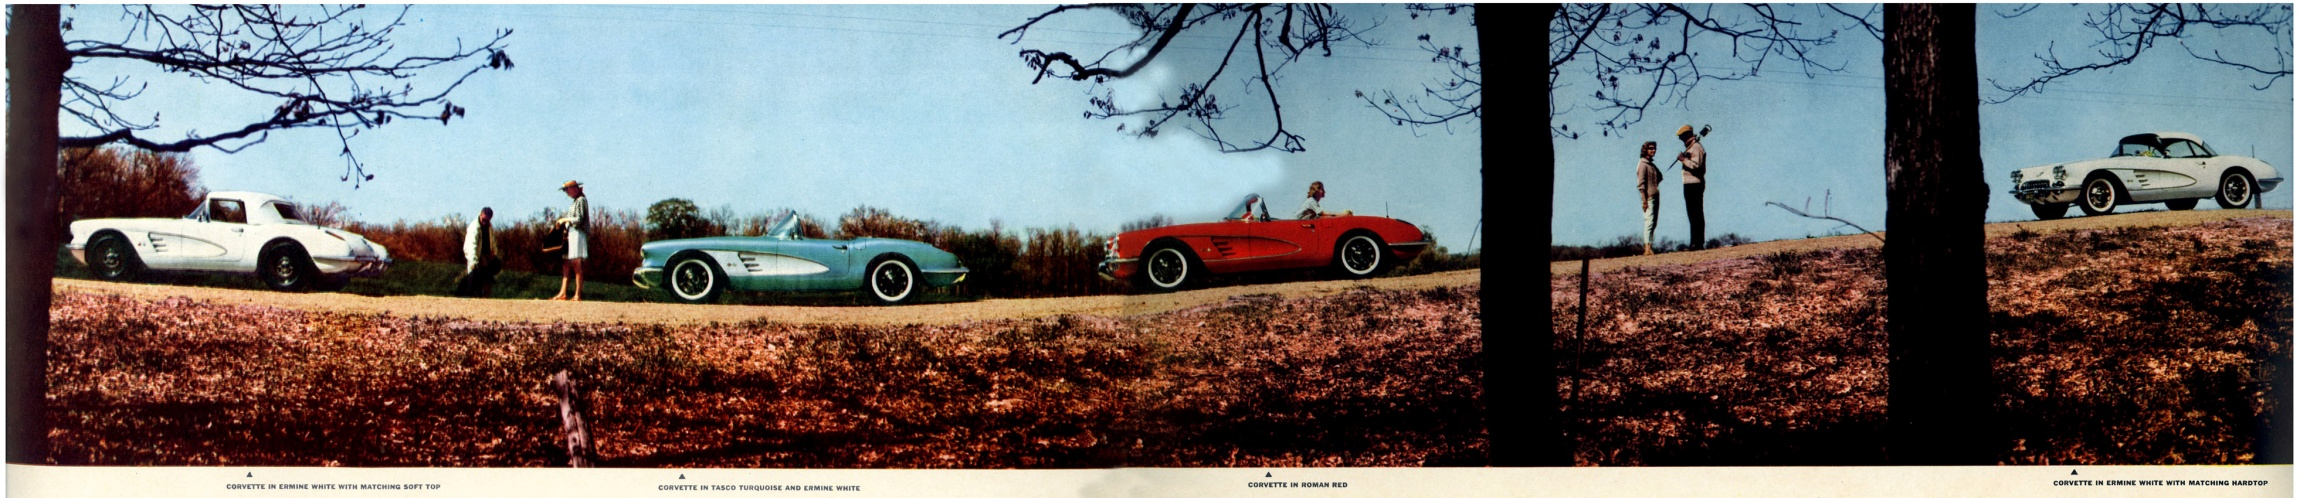 CORVETTE IN ERMINE WHITE WITH MATCHING SOFT TOP
CORVETTE IN TASCO TURQUOISE AND ERMINE WHITE
CORVETTE IN ROMAN RED
CORVETTE IN ERMINE WHITE WITH MATCHING HARDTOP